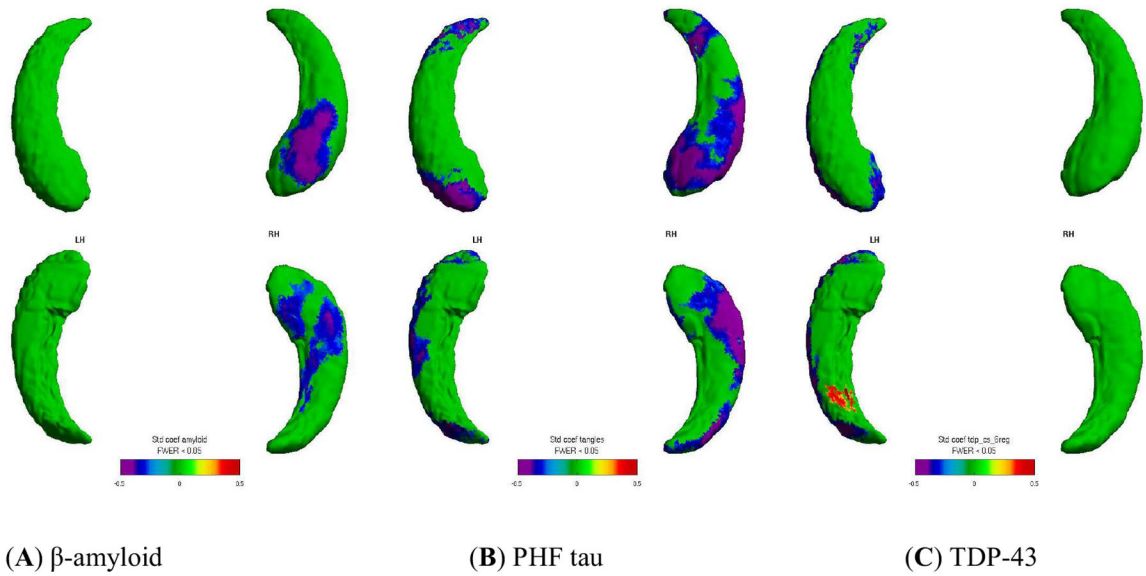 LH
RH
LH
RH
LH
RH
Std coef amyloid
FWER < 0.05
-0.5 0 0.5
Std coef tangles
FWER < 0.05
-0.5 0 0.5
Std coef tdp_cs_6reg
FWER < 0.05
-0.5 0 0.5
(A) β-amyloid
(B) PHF tau
(C) TDP-43